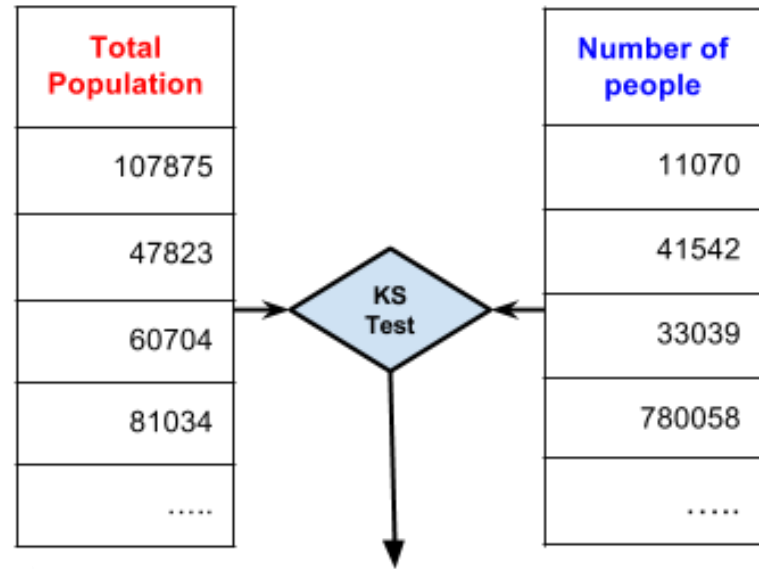 Total
Population
107875
47823
60704
81034
.....
KS
Test
Number of
people
11070
41542
33039
780058
.....